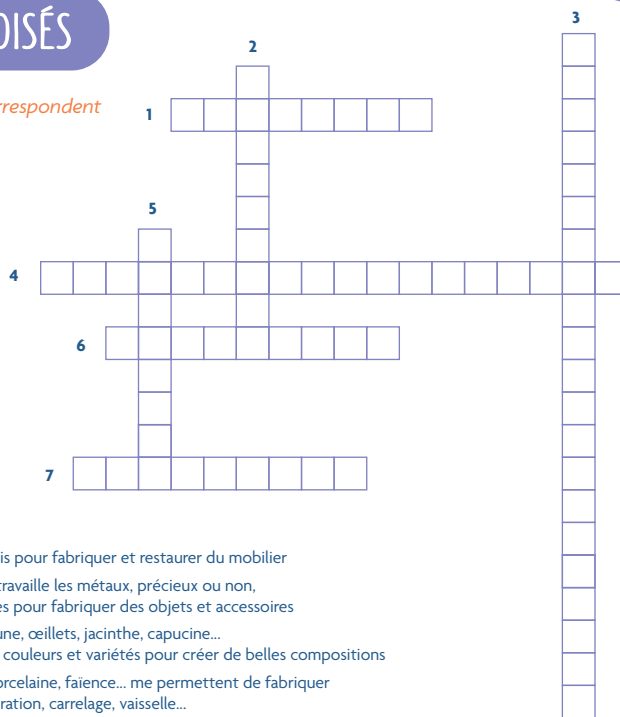 OISÉS
3
2
rrespondent
1
5
4
6
7
is pour fabriquer et restaurer du mobilier
travaille les métaux, précieux ou non,
es pour fabriquer des objets et accessoires
une, œillets, jacinthe, capucine...
couleurs et variétés pour créer de belles compositions
orcelaine, faïence... me permettent de fabriquer
ration, carrelage, vaisselle...